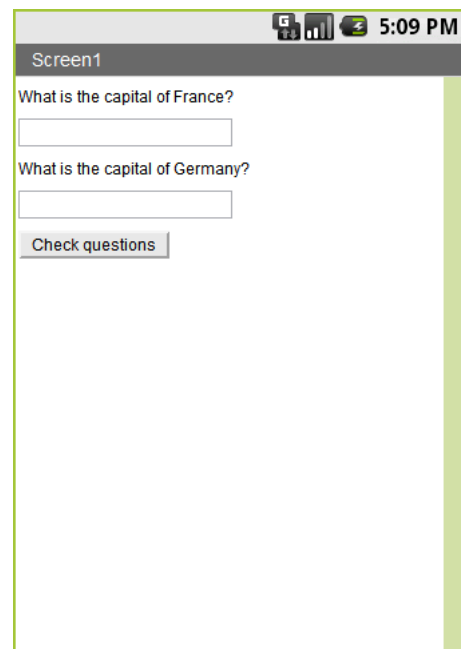 G 5:09 PM
Screen1
What is the capital of France?
What is the capital of Germany?
Check questions